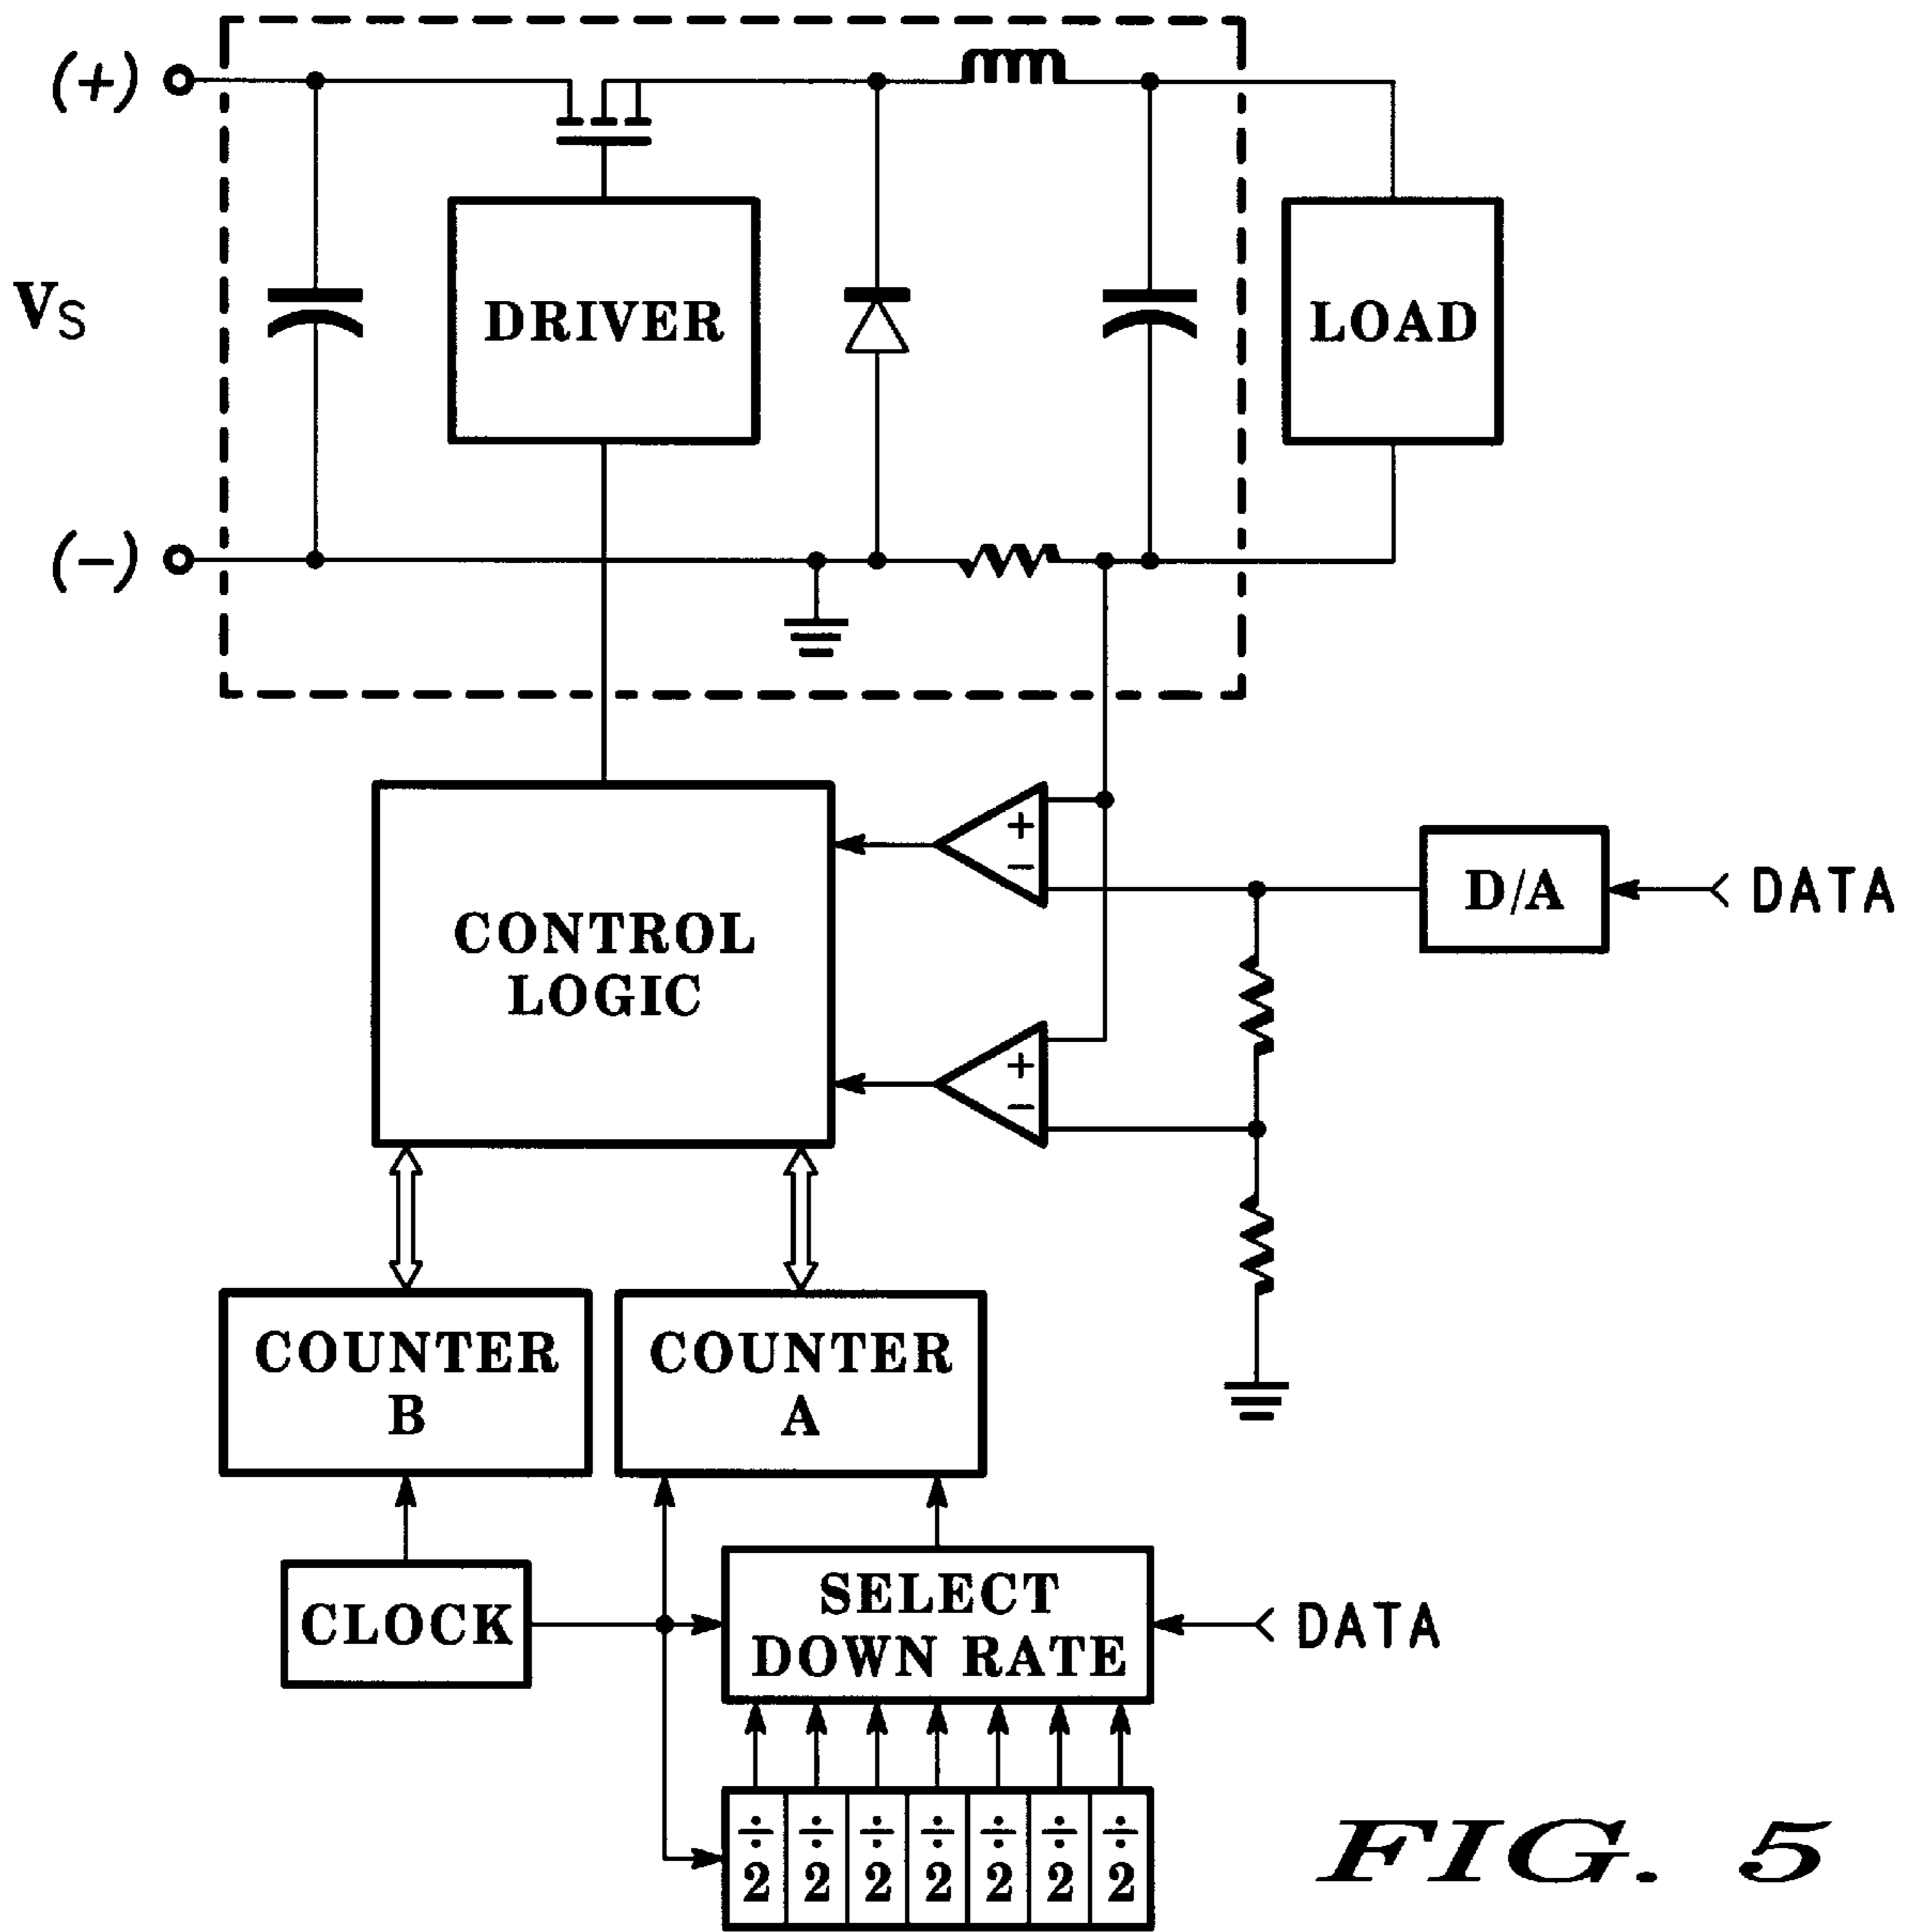 (+)
VS
DRIVER
LOAD
(−)
+
−
D/A
DATA
CONTROL
LOGIC
+
−
COUNTER
B
COUNTER
A
CLOCK
SELECT
DOWN RATE
DATA
÷ ÷ ÷ ÷ ÷ ÷ ÷
2 2 2 2 2 2 2
FIG. 5